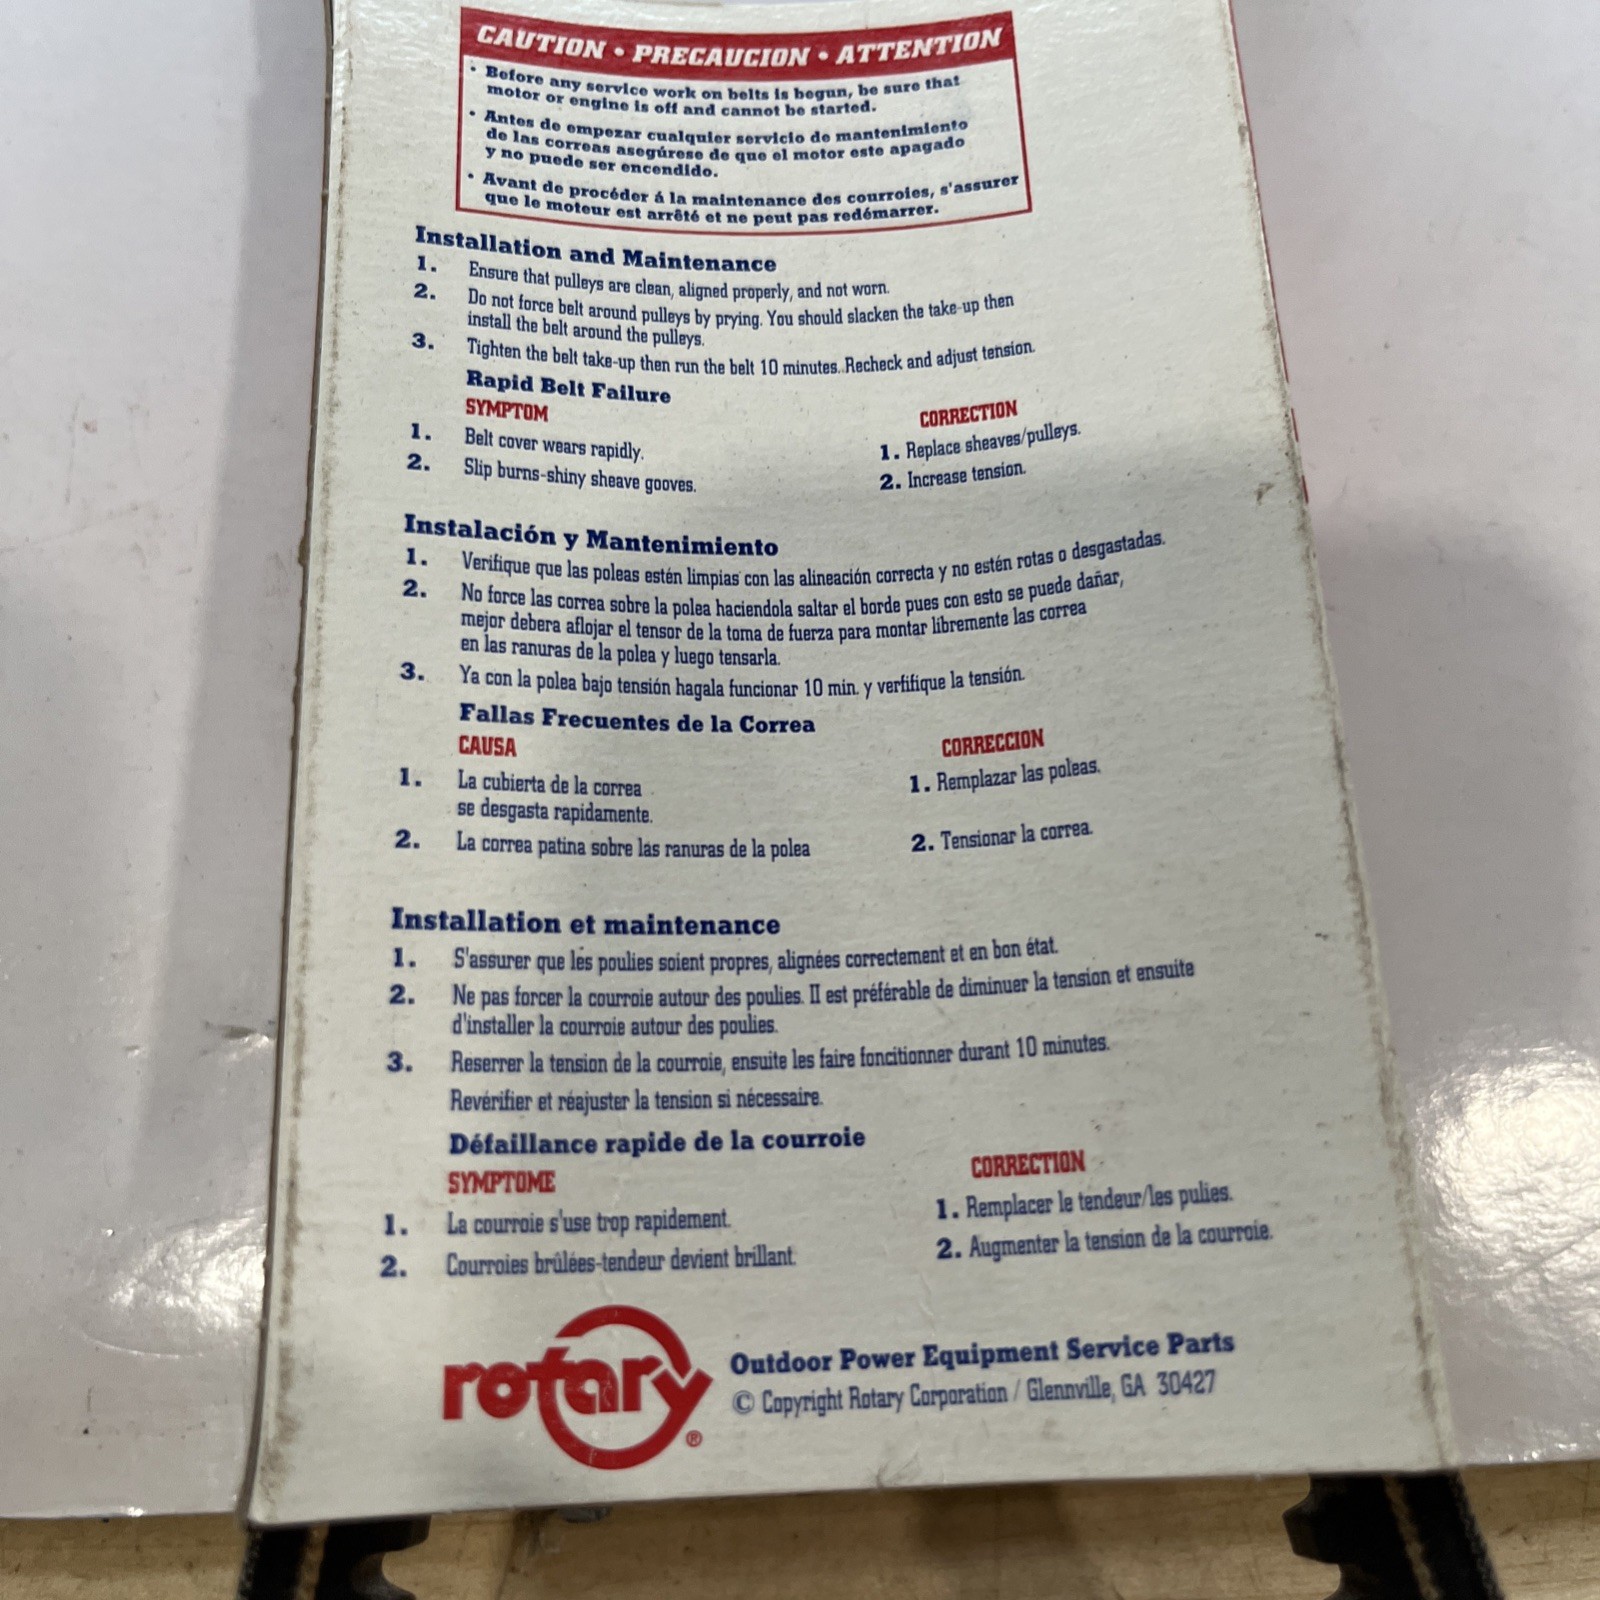 CAUTION • PRECAUCION • ATTENTION
• Before any service work on belts is begun, be sure that
motor or engine is off and cannot be started.
• Antes de empezar cualquier servicio de mantenimiento
de las correas asegúrese de que el motor este apagado
y no puede ser encendido.
• Avant de procéder á la maintenance des courroies, s'assurer
que le moteur est arrêté et ne peut pas redémarrer.
Installation and Maintenance
1. Ensure that pulleys are clean, aligned properly, and not worn.
2. Do not force belt around pulleys by prying. You should slacken the take-up then
install the belt around the pulleys.
3. Tighten the belt take-up then run the belt 10 minutes. Recheck and adjust tension.
Rapid Belt Failure
SYMPTOM CORRECTION
1. Belt cover wears rapidly. 1. Replace sheaves/pulleys.
2. Slip burns-shiny sheave gooves. 2. Increase tension.
Instalación y Mantenimiento
1. Verifique que las poleas estén limpias con las alineación correcta y no estén rotas o desgastadas.
2. No force las correa sobre la polea haciendola saltar el borde pues con esto se puede dañar,
mejor debera aflojar el tensor de la toma de fuerza para montar libremente las correa
en las ranuras de la polea y luego tensarla.
3. Ya con la polea bajo tensión hagala funcionar 10 min. y verfifique la tensión.
Fallas Frecuentes de la Correa
CAUSA CORRECCION
1. La cubierta de la correa 1. Remplazar las poleas.
se desgasta rapidamente.
2. La correa patina sobre las ranuras de la polea 2. Tensionar la correa.
Installation et maintenance
1. S'assurer que les poulies soient propres, alignées correctement et en bon état.
2. Ne pas forcer la courroie autour des poulies. II est préférable de diminuer la tension et ensuite
d'installer la courroie autour des poulies.
3. Reserrer la tension de la courroie, ensuite les faire foncitionner durant 10 minutes.
Revérifier et réajuster la tension si nécessaire.
Défaillance rapide de la courroie
SYMPTOME CORRECTION
1. La courroie s'use trop rapidement. 1. Remplacer le tendeur/les pulies.
2. Courroies brûlées-tendeur devient brillant. 2. Augmenter la tension de la courroie.
rotary ®
Outdoor Power Equipment Service Parts
© Copyright Rotary Corporation / Glennville, GA 30427